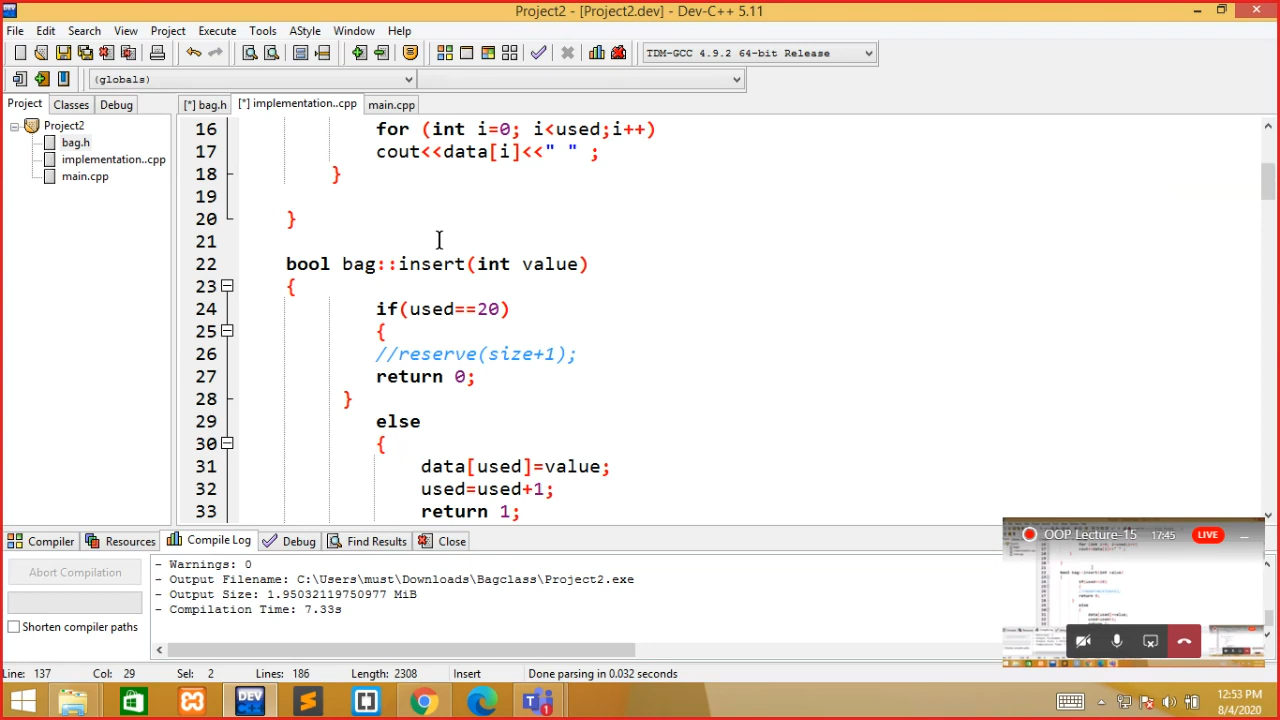 Project2 - [Project2.dev] - Dev-C++ 5.11
File Edit Search View Project Execute Tools AStyle Window Help
TDM-GCC 4.9.2 64-bit Release
(globals)
Project Classes Debug
[*] bag.h [*] implementation..cpp main.cpp
Project2
bag.h
implementation..cpp
main.cpp
16 for (int i=0; i<used;i++)
17 cout<<data[i]<<" " ;
18 }
19
20 }
21
22 bool bag::insert(int value)
23 {
24 if(used==20)
25 {
26 //reserve(size+1);
27 return 0;
28 }
29 else
30 {
31 data[used]=value;
32 used=used+1;
33 return 1;
Compiler Resources Compile Log Debug Find Results Close
Abort Compilation
Shorten compiler paths
- Warnings: 0
- Output Filename: C:\Users\must\Downloads\Bagclass\Project2.exe
- Output Size: 1.95032119750977 MiB
- Compilation Time: 7.33s
OOP Lecture-15 17:45 LIVE
Line: 137 Col: 29 Sel: 2 Lines: 186 Length: 2308 Insert Done parsing in 0.032 seconds
DEV
12:53 PM
8/4/2020